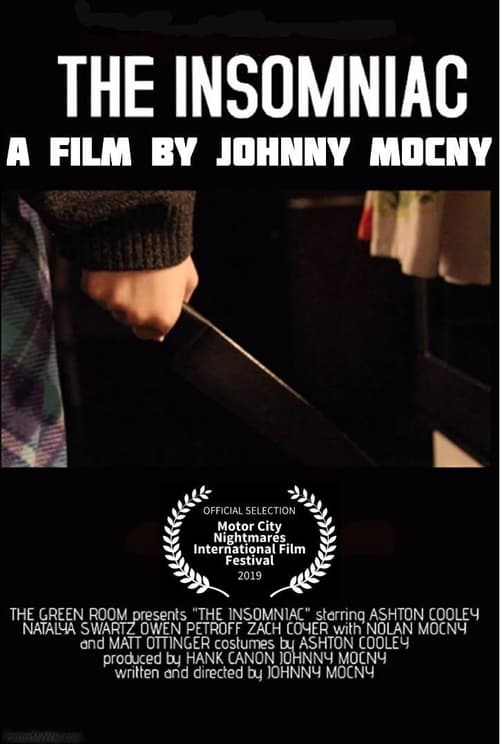 THE INSOMNIAC
A FILM BY JOHNNY MOCNY
OFFICIAL SELECTION
Motor City
Nightmares
International Film
Festival
2019
THE GREEN ROOM presents "THE INSOMNIAC" starring ASHTON COOLEY
NATALYA SWARTZ OWEN PETROFF ZACH COYER with NOLAN MOCNY
and MATT OTTINGER costumes by ASHTON COOLEY
produced by HANK CANON JOHNNY MOCNY
written and directed by JOHNNY MOCNY